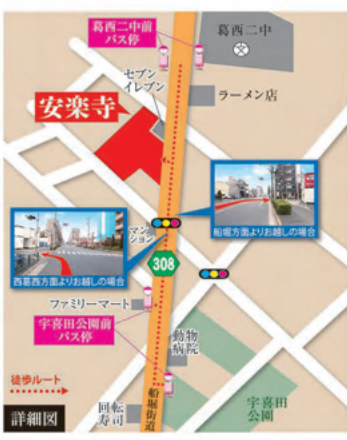 葛西二中前
バス停
葛西二中
セブン
イレブン
ラーメン店
安楽寺
船堀方面よりお越しの場合
マン
ション
西葛西方面よりお越しの場合
308
ファミリーマート
宇喜田公園前
バス停
動物
病院
徒歩ルート
船堀街道
回転
寿司
宇喜田
公園
詳細図